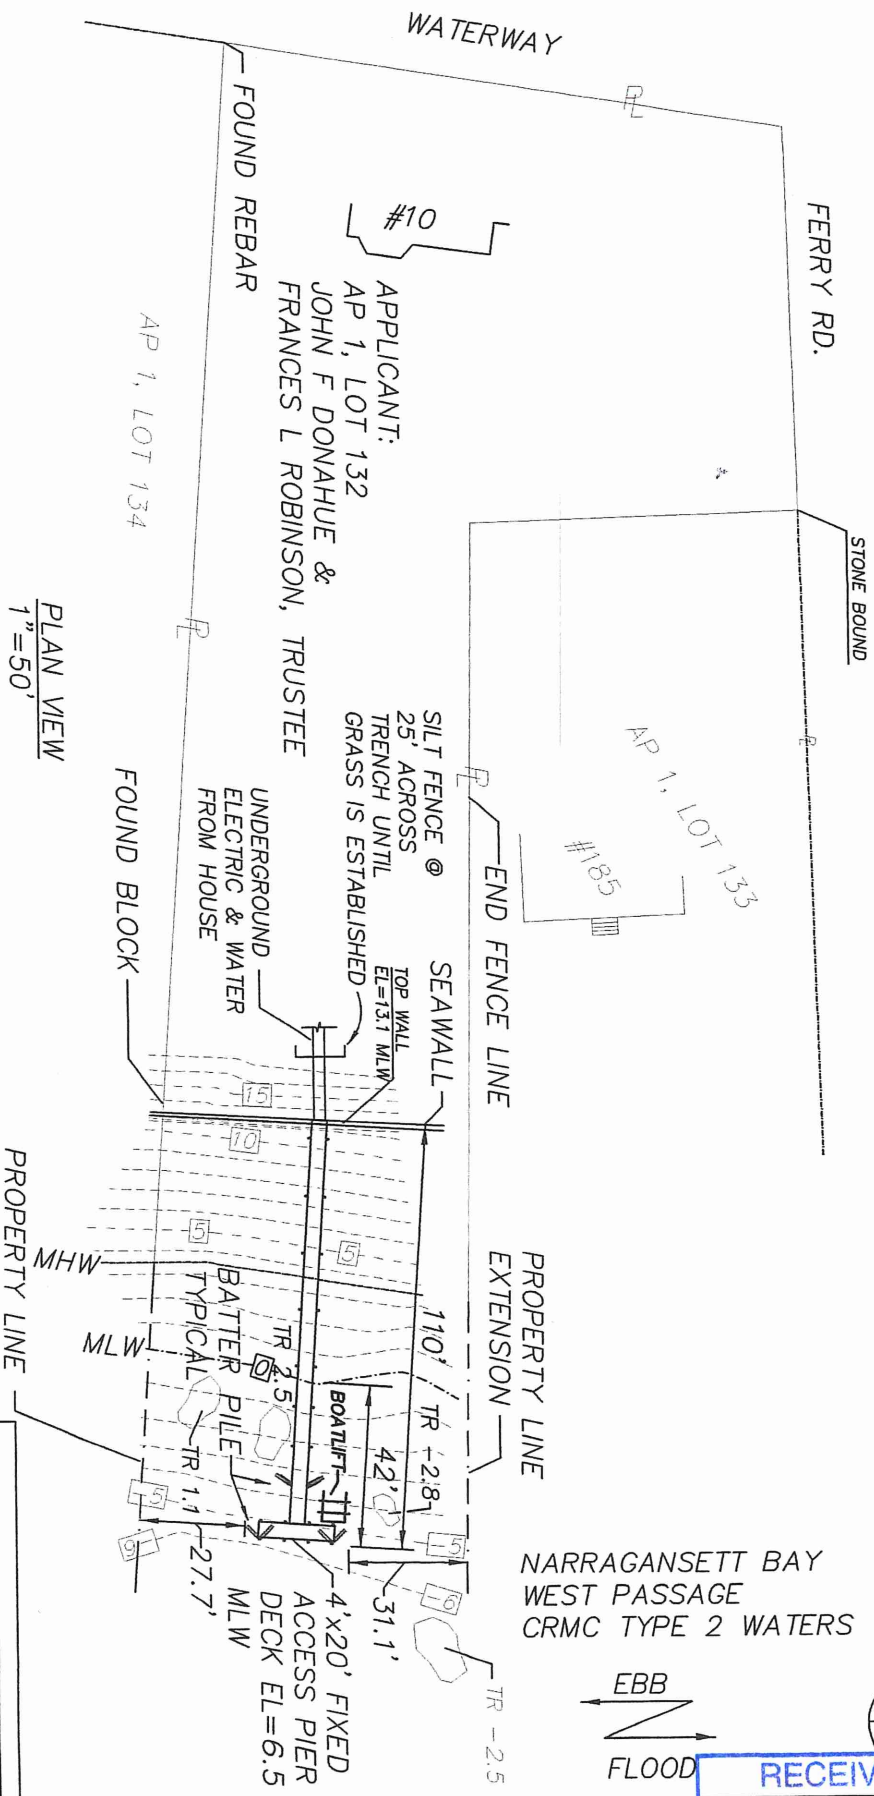 WATERWAY
PL
FERRY RD.
STONE BOUND
FOUND REBAR
#10
APPLICANT:
AP 1, LOT 132
JOHN F DONAHUE &
FRANCES L ROBINSON, TRUSTEE
AP 1, LOT 134
PL
PLAN VIEW
1"=50'
PL
AP 1, LOT 133
#185
PL
END FENCE LINE
SILT FENCE @
25' ACROSS
TRENCH UNTIL
GRASS IS ESTABLISHED
UNDERGROUND
ELECTRIC & WATER
FROM HOUSE
FOUND BLOCK
SEAWALL
TOP WALL
EL=13.1 MLW
15
10
5
5
MHW
MLW
0
PROPERTY LINE
PROPERTY LINE
EXTENSION
110'
42'
TR -2.8
TR 2.5
BOATLIFT
BATTER PILE
TYPICAL
TR 1.1
-5
-5
-6
27.7'
31.1'
4'x20' FIXED
ACCESS PIER
DECK EL=6.5
MLW
TR -2.5
NARRAGANSETT BAY
WEST PASSAGE
CRMC TYPE 2 WATERS
EBB
FLOOD